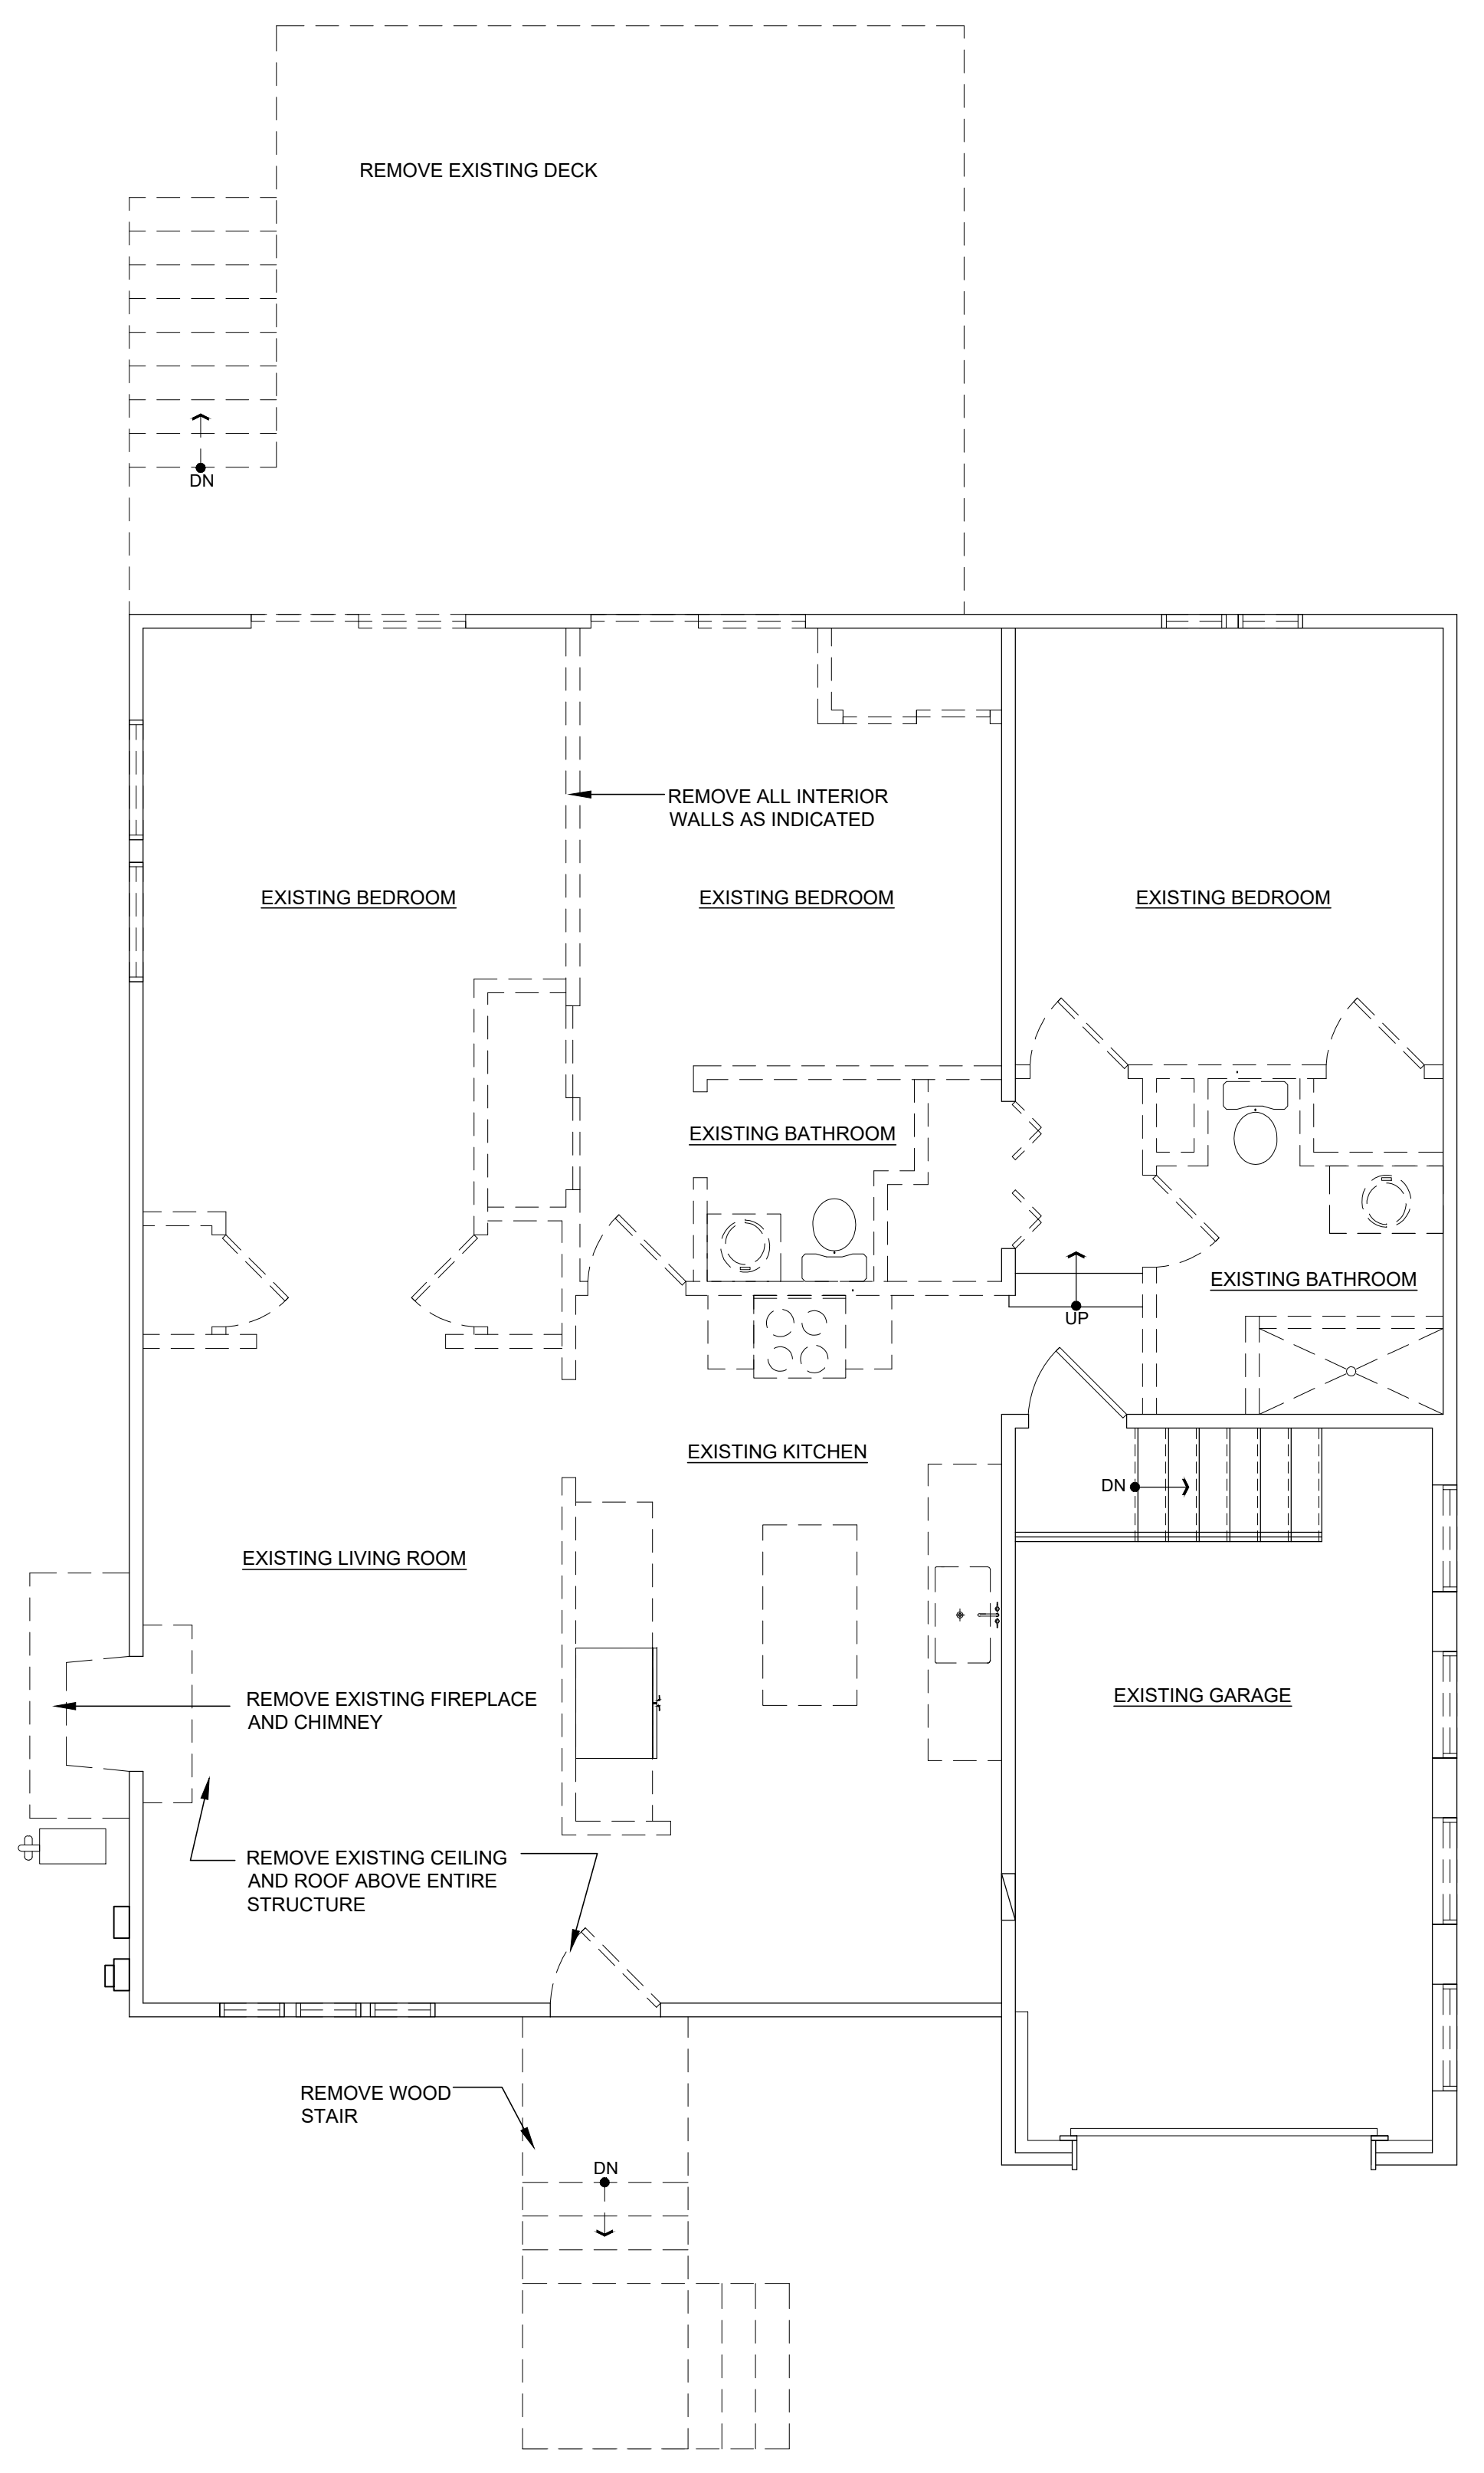 REMOVE EXISTING DECK
DN
REMOVE ALL INTERIOR
WALLS AS INDICATED
EXISTING BEDROOM
EXISTING BEDROOM
EXISTING BEDROOM
EXISTING BATHROOM
EXISTING BATHROOM
UP
EXISTING KITCHEN
DN
EXISTING LIVING ROOM
EXISTING GARAGE
REMOVE EXISTING FIREPLACE
AND CHIMNEY
REMOVE EXISTING CEILING
AND ROOF ABOVE ENTIRE
STRUCTURE
REMOVE WOOD
STAIR
DN